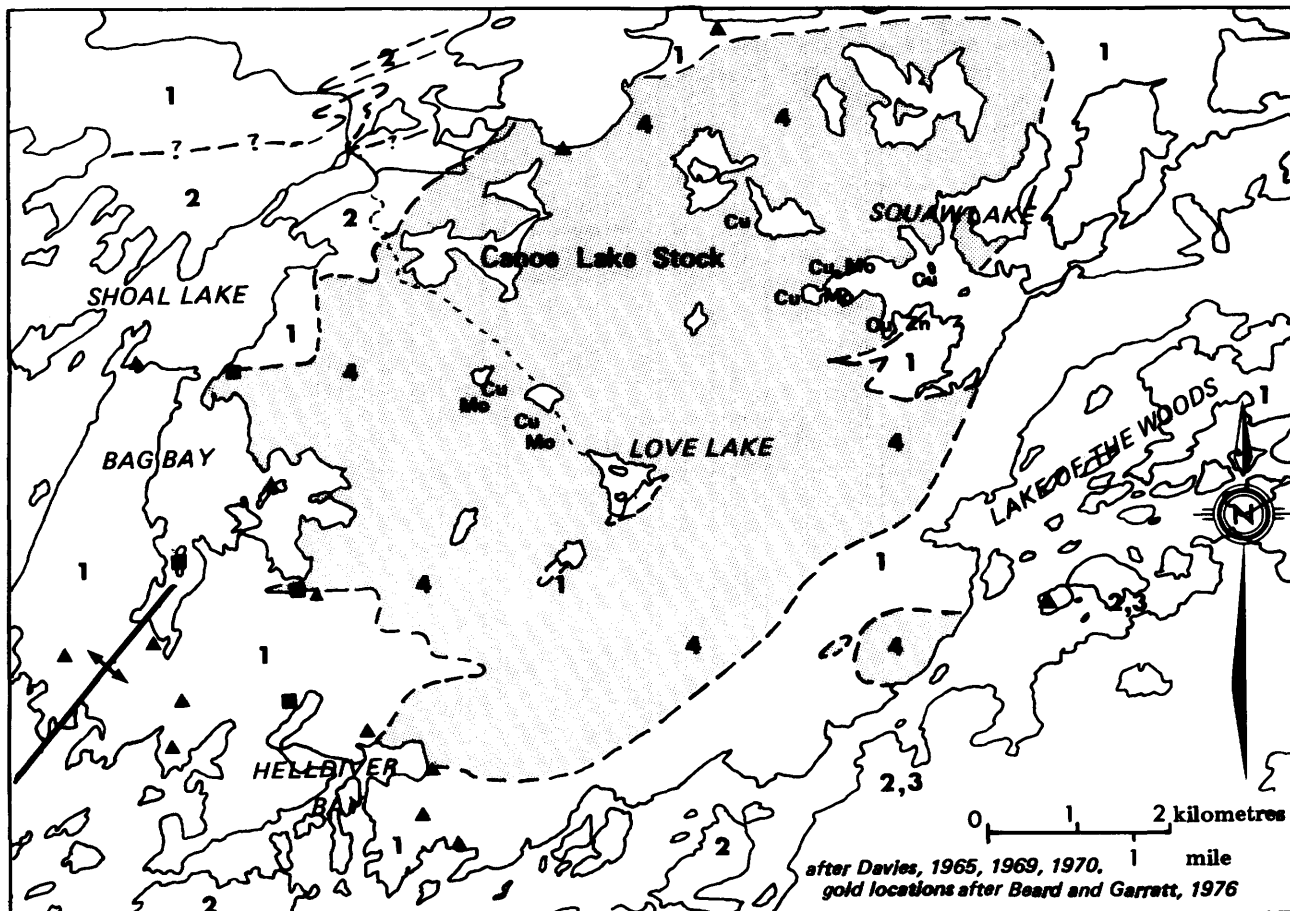 1
2
1
1
4
4
1
? ?
?
2
2
SQUAW LAKE
Cu
Canoe Lake Stock
Cu Mo
Cu
SHOAL LAKE
Cu Mo
Cu Zn
1
1
4
1
Cu
Mo
Cu
Mo
LOVE LAKE
4
LAKE OF THE WOODS
BAG BAY
N
1
4
1
1
2,3
1
4
4
?
HELLDIVER
BAY
2,3
0 1 2 kilometres
1 mile
1
2
2
after Davies, 1965, 1969, 1970.
gold locations after Beard and Garratt, 1976